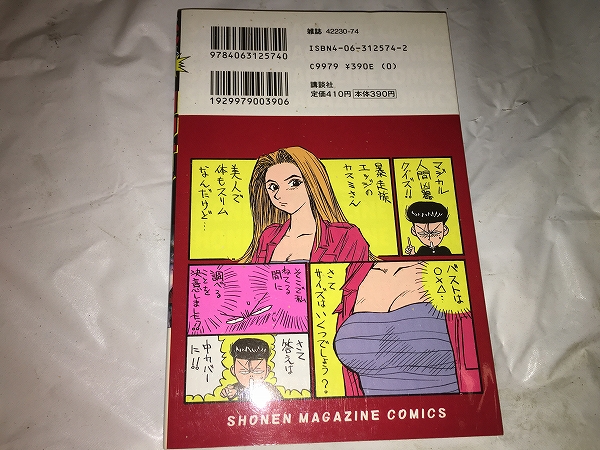 雑誌 42230-74
9784063125740
ISBN4-06-312574-2
C9979 ¥390E (0)
1929979003906
講談社
定価410円 本体390円
マジカル
人間凶器
クイズ!!
暴走族
エッジの
カスミさん
美人で
体もスリム
なんだけど…
バストは
○×△…
さて
サイズはいくつでしょう?
そこで私
ねてる
間に
調べる
ことを
決意しました
さて
答えは
中カバー
に!!
SHONEN MAGAZINE COMICS